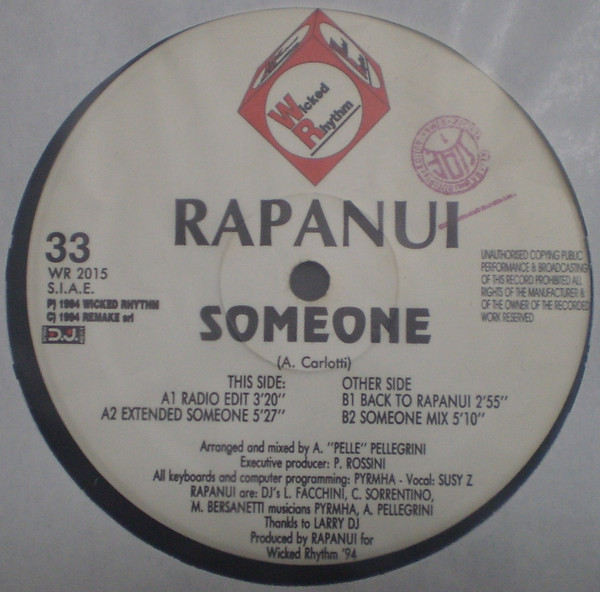 Wicked
Rhythm
RAPANUI
33
WR 2015
S.I.A.E.
P) 1994 WICKED RHYTHM
C) 1994 REMAKE srl
D.J.
UNAUTHORISED COPYNG PUBLIC
PERFORMANCE & BROADCASTING
OF THIS RECORD PROHIBITED ALL
RIGHTS OF THE MANUFACTURER &
OF THE OWNER OF THE RECORDED
WORK RESERVED
SOMEONE
(A. Carlotti)
THIS SIDE:
A1 RADIO EDIT 3'20"
A2 EXTENDED SOMEONE 5'27"
OTHER SIDE
B1 BACK TO RAPANUI 2'55"
B2 SOMEONE MIX 5'10"
Arranged and mixed by A. "PELLE" PELLEGRINI
Executive producer: P. ROSSINI
All keyboards and computer programming: PYRMHA - Vocal: SUSY Z
RAPANUI are: DJ's L. FACCHINI, C. SORRENTINO,
M. BERSANETTI musicians PYRMHA, A. PELLEGRINI
Thankls to LARRY DJ
Produced by RAPANUI for
Wicked Rhythm '94